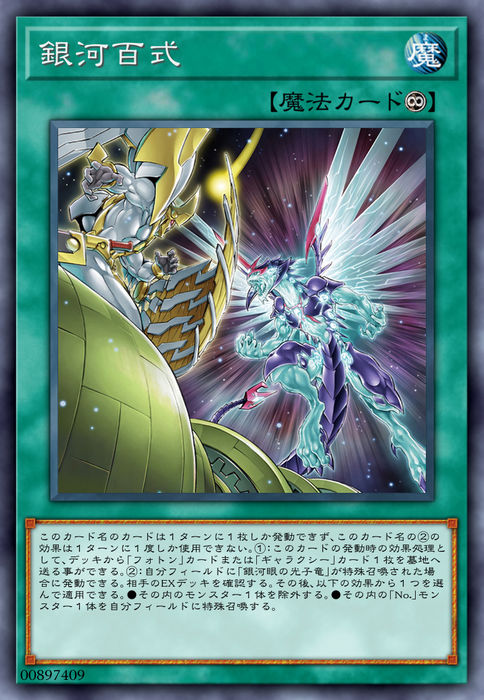 銀河百式
魔
【魔法カード♾】
このカード名のカードは1ターンに1枚しか発動できず、このカード名の②の
効果は1ターンに1度しか使用できない。①：このカードの発動時の効果処理と
して、デッキから「フォトン」カードまたは「ギャラクシー」カード1枚を墓地へ
送る事ができる。②：自分フィールドに「銀河眼の光子竜」が特殊召喚された場
合に発動できる。相手のEXデッキを確認する。その後、以下の効果から1つを選
んで適用できる。●その内のモンスター1体を除外する。●その内の「No.」モン
スター1体を自分フィールドに特殊召喚する。
00897409